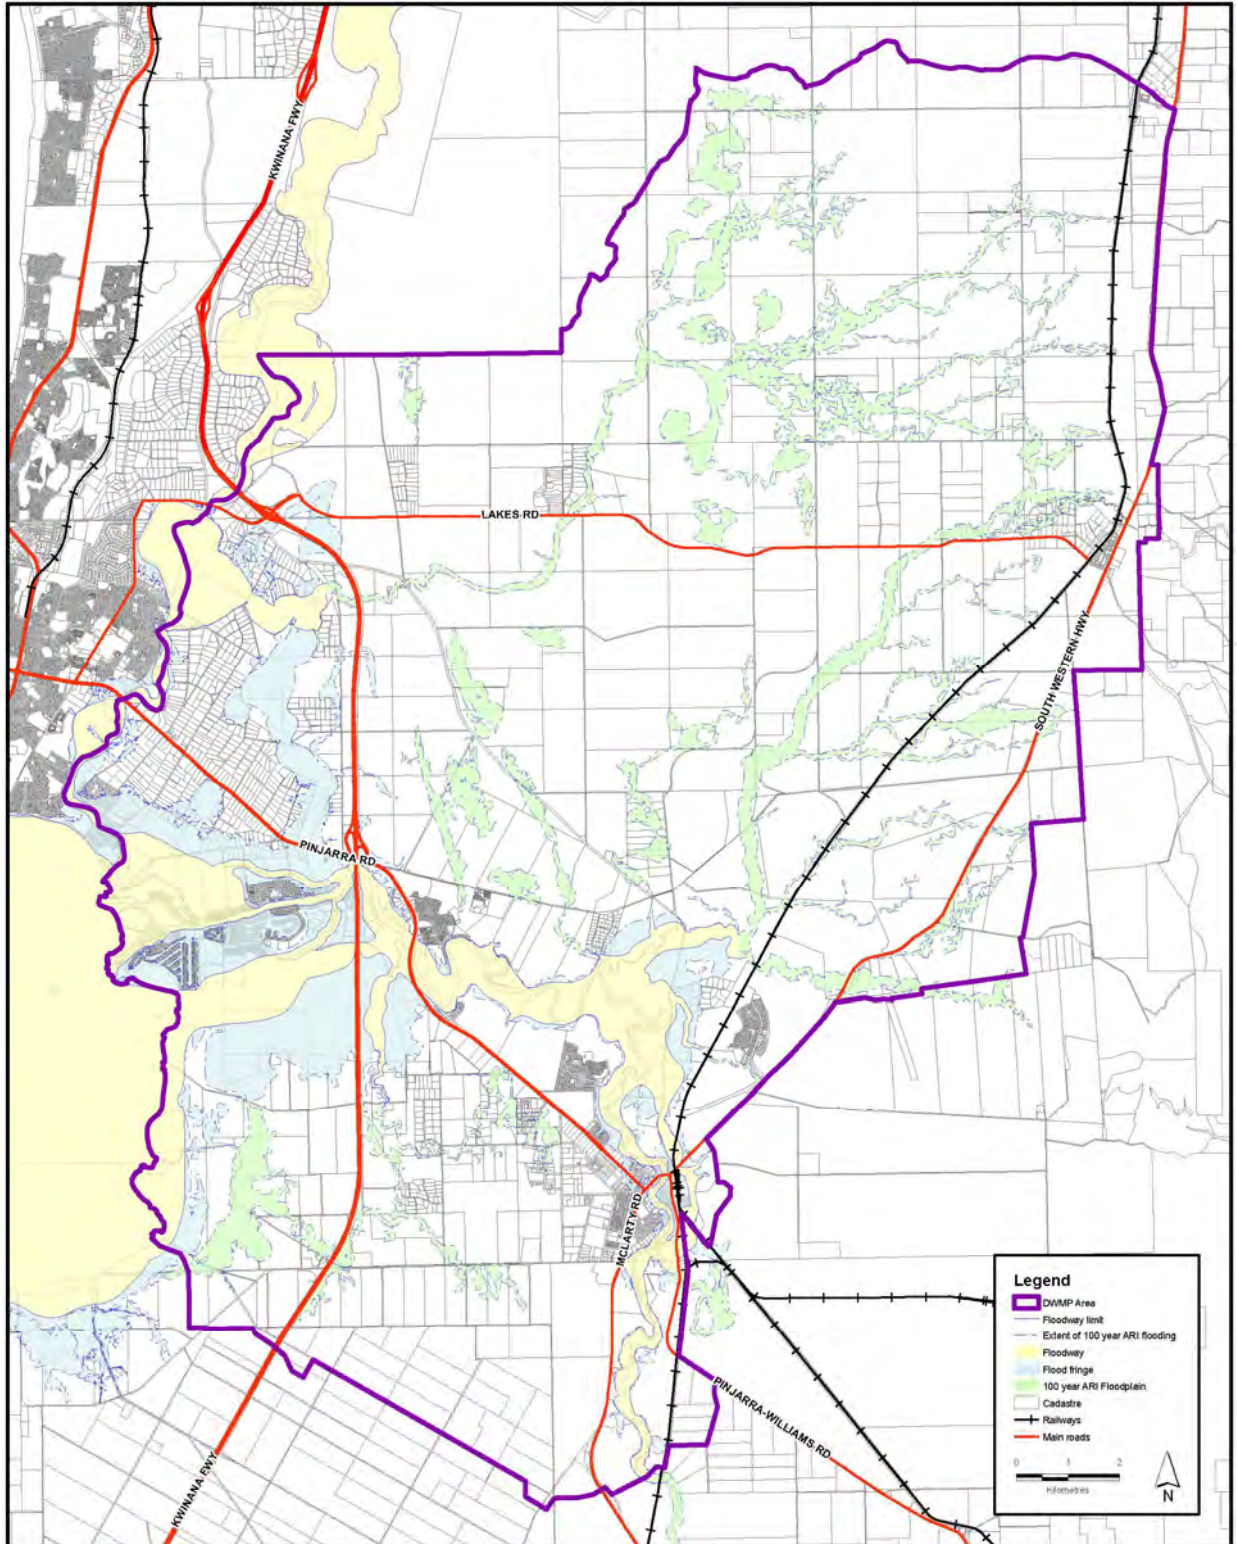 KWINANA FWY
LAKES RD
SOUTH WESTERN HWY
PINJARRA RD
MCLARTY RD
PINJARRA-WILLIAMS RD
KWINANA FWY
Legend
DWMP Area
Floodway limit
Extent of 100 year ARI flooding
Floodway
Flood fringe
100 year ARI Floodplain
Cadastre
Railways
Main roads
0 1 2
Kilometres
N